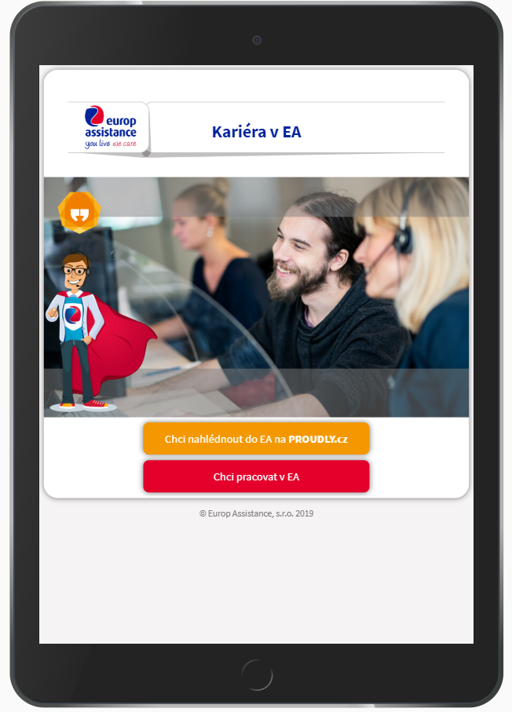 europ
assistance
you live we care
Kariéra v EA
Chci nahlédnout do EA na PROUDLY.cz
Chci pracovat v EA
© Europ Assistance, s.r.o. 2019